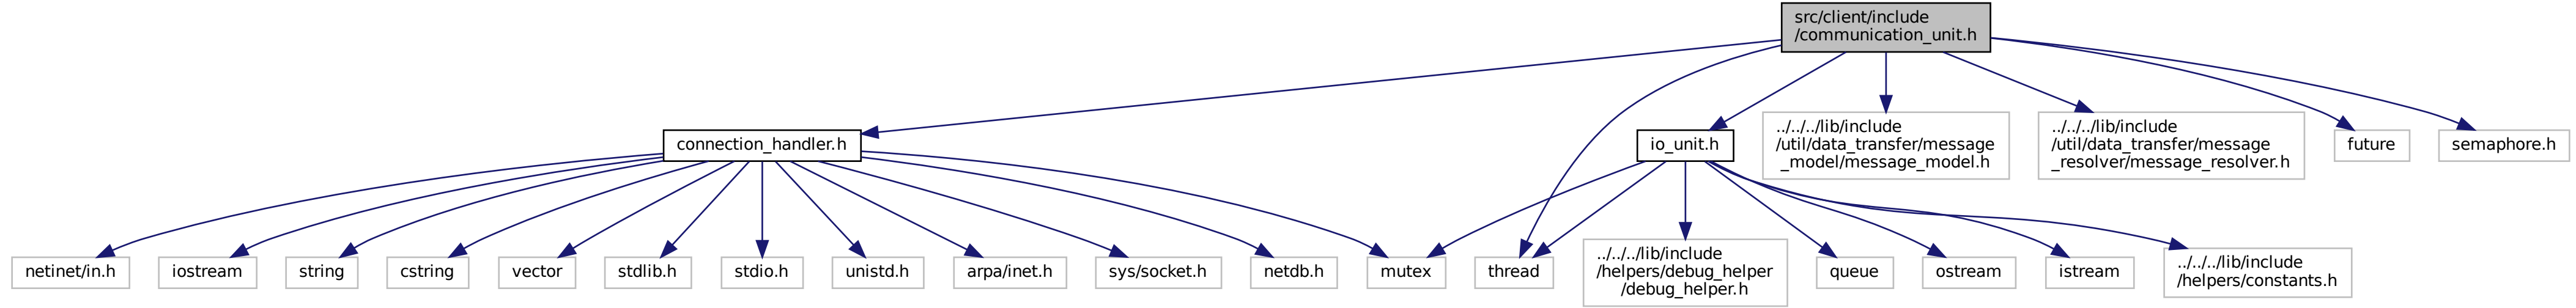 src/client/include
/communication_unit.h
connection_handler.h
io_unit.h
../../../lib/include
/util/data_transfer/message
_model/message_model.h
../../../lib/include
/util/data_transfer/message
_resolver/message_resolver.h
future
semaphore.h
netinet/in.h
iostream
string
cstring
vector
stdlib.h
stdio.h
unistd.h
arpa/inet.h
sys/socket.h
netdb.h
mutex
thread
../../../lib/include
/helpers/debug_helper
/debug_helper.h
queue
ostream
istream
../../../lib/include
/helpers/constants.h